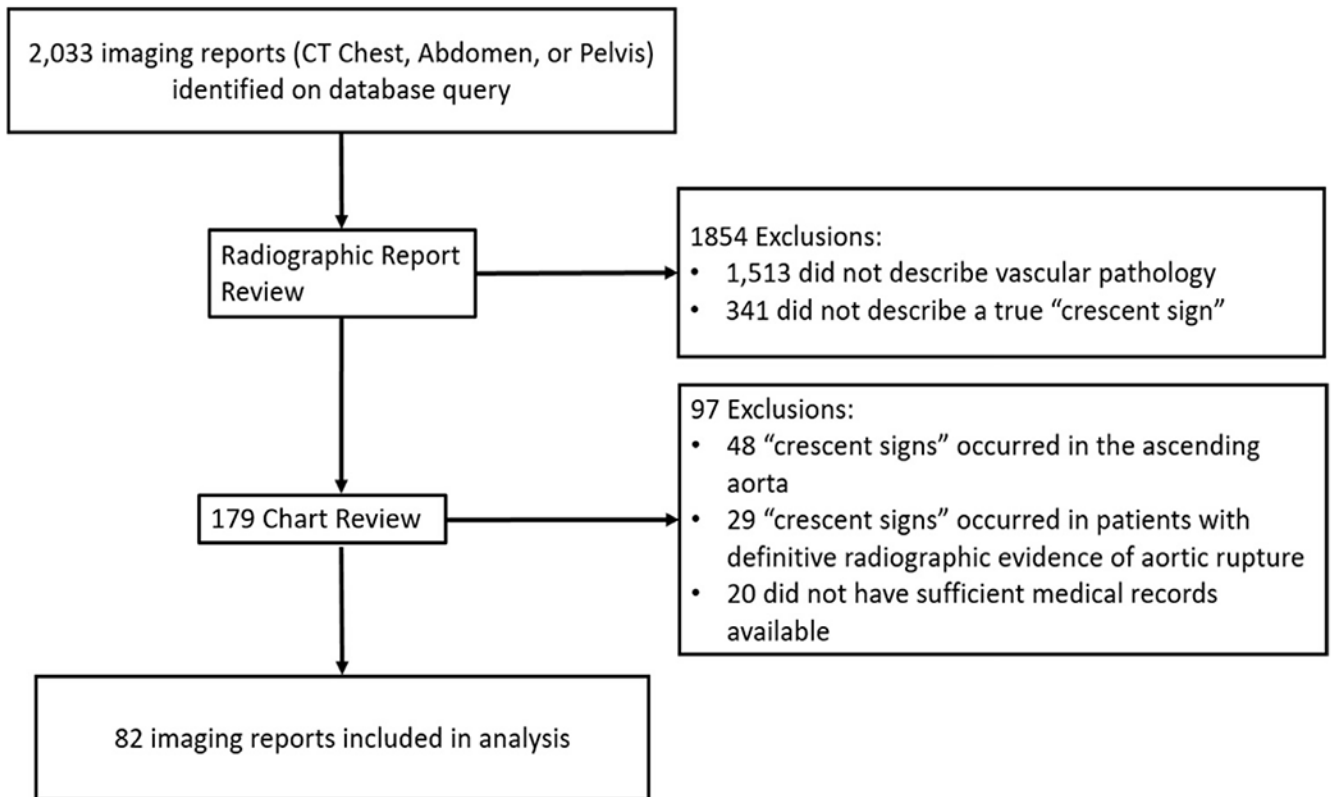 2,033 imaging reports (CT Chest, Abdomen, or Pelvis)
identified on database query
Radiographic Report
Review
1854 Exclusions:
• 1,513 did not describe vascular pathology
• 341 did not describe a true “crescent sign”
179 Chart Review
97 Exclusions:
• 48 “crescent signs” occurred in the ascending
aorta
• 29 “crescent signs” occurred in patients with
definitive radiographic evidence of aortic rupture
• 20 did not have sufficient medical records
available
82 imaging reports included in analysis